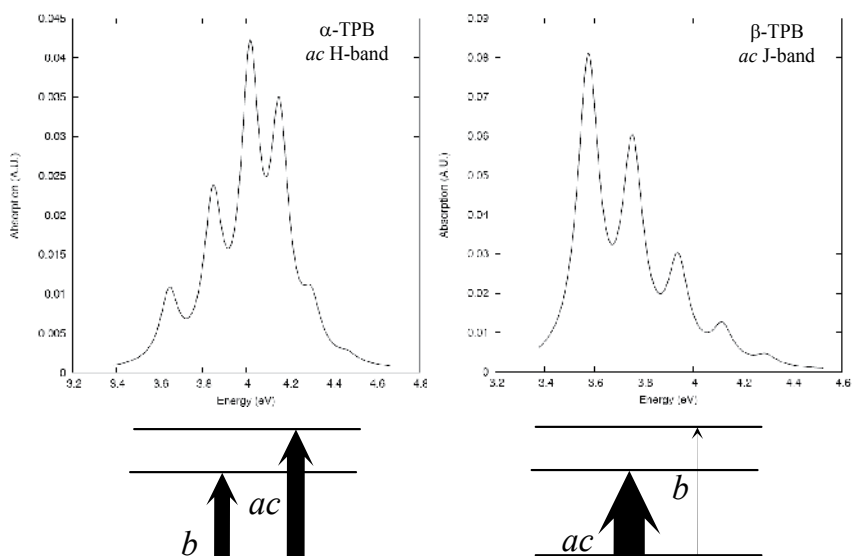 0.045
0.04
0.035
0.03
0.025
0.02
0.015
0.01
0.005
0
Absorption (A.U.)
3.2 3.4 3.6 3.8 4 4.2 4.4 4.6 4.8
Energy (eV)
α-TPB
ac H-band
0.09
0.08
0.07
0.06
0.05
0.04
0.03
0.02
0.01
0
Absorption (A.U.)
3.2 3.4 3.6 3.8 4 4.2 4.4 4.6
Energy (eV)
β-TPB
ac J-band
b
ac
ac
b